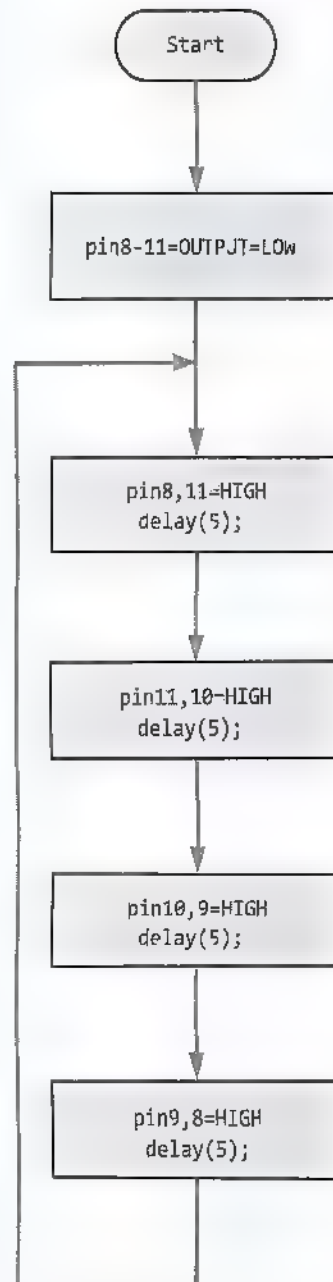 Start
pin8-11=OUTPJT=LOW
pin8,11=HIGH
delay(5);
pin11,10-HIGH
delay(5);
pin10,9=HIGH
delay(5);
pin9,8=HIGH
delay(5);